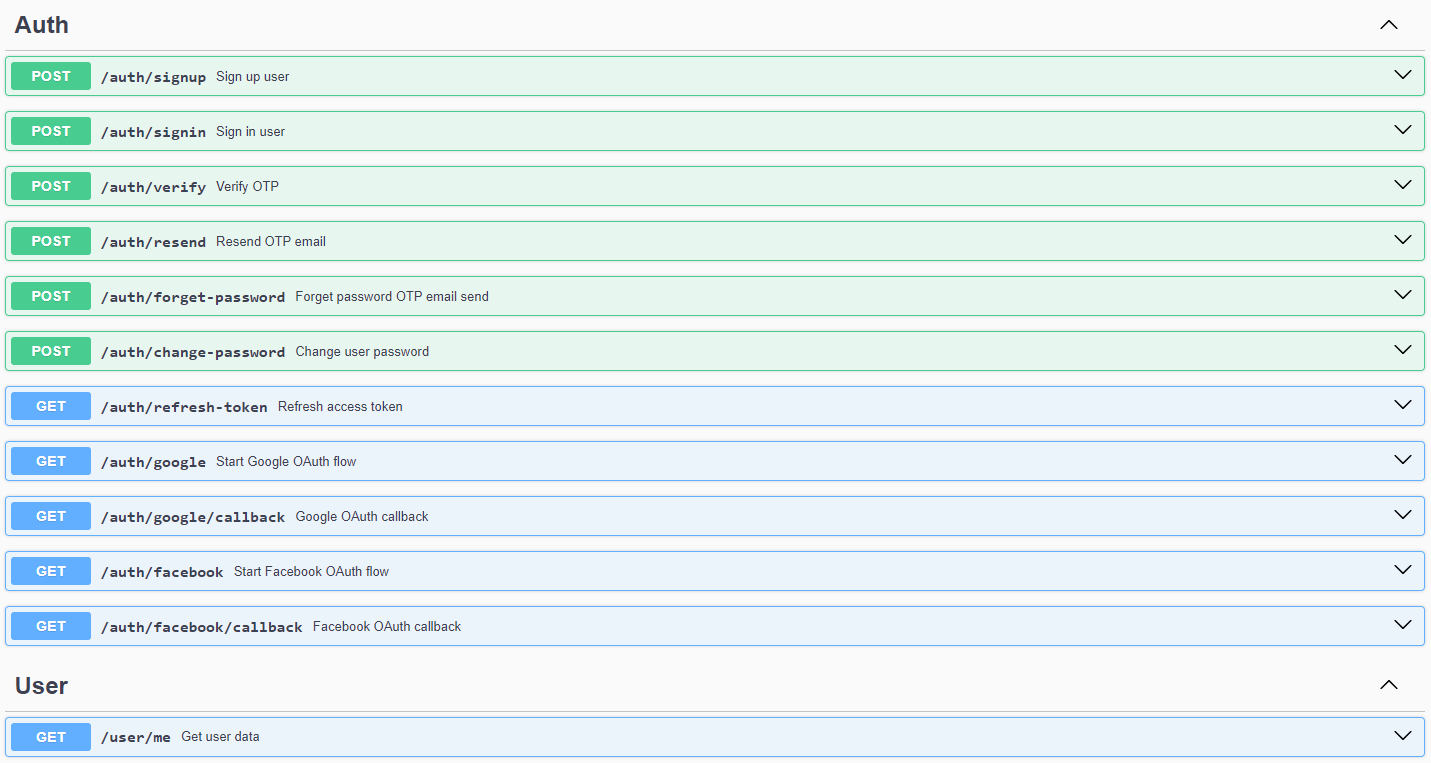 Auth
POST /auth/signup Sign up user
POST /auth/signin Sign in user
POST /auth/verify Verify OTP
POST /auth/resend Resend OTP email
POST /auth/forget-password Forget password OTP email send
POST /auth/change-password Change user password
GET /auth/refresh-token Refresh access token
GET /auth/google Start Google OAuth flow
GET /auth/google/callback Google OAuth callback
GET /auth/facebook Start Facebook OAuth flow
GET /auth/facebook/callback Facebook OAuth callback
User
GET /user/me Get user data